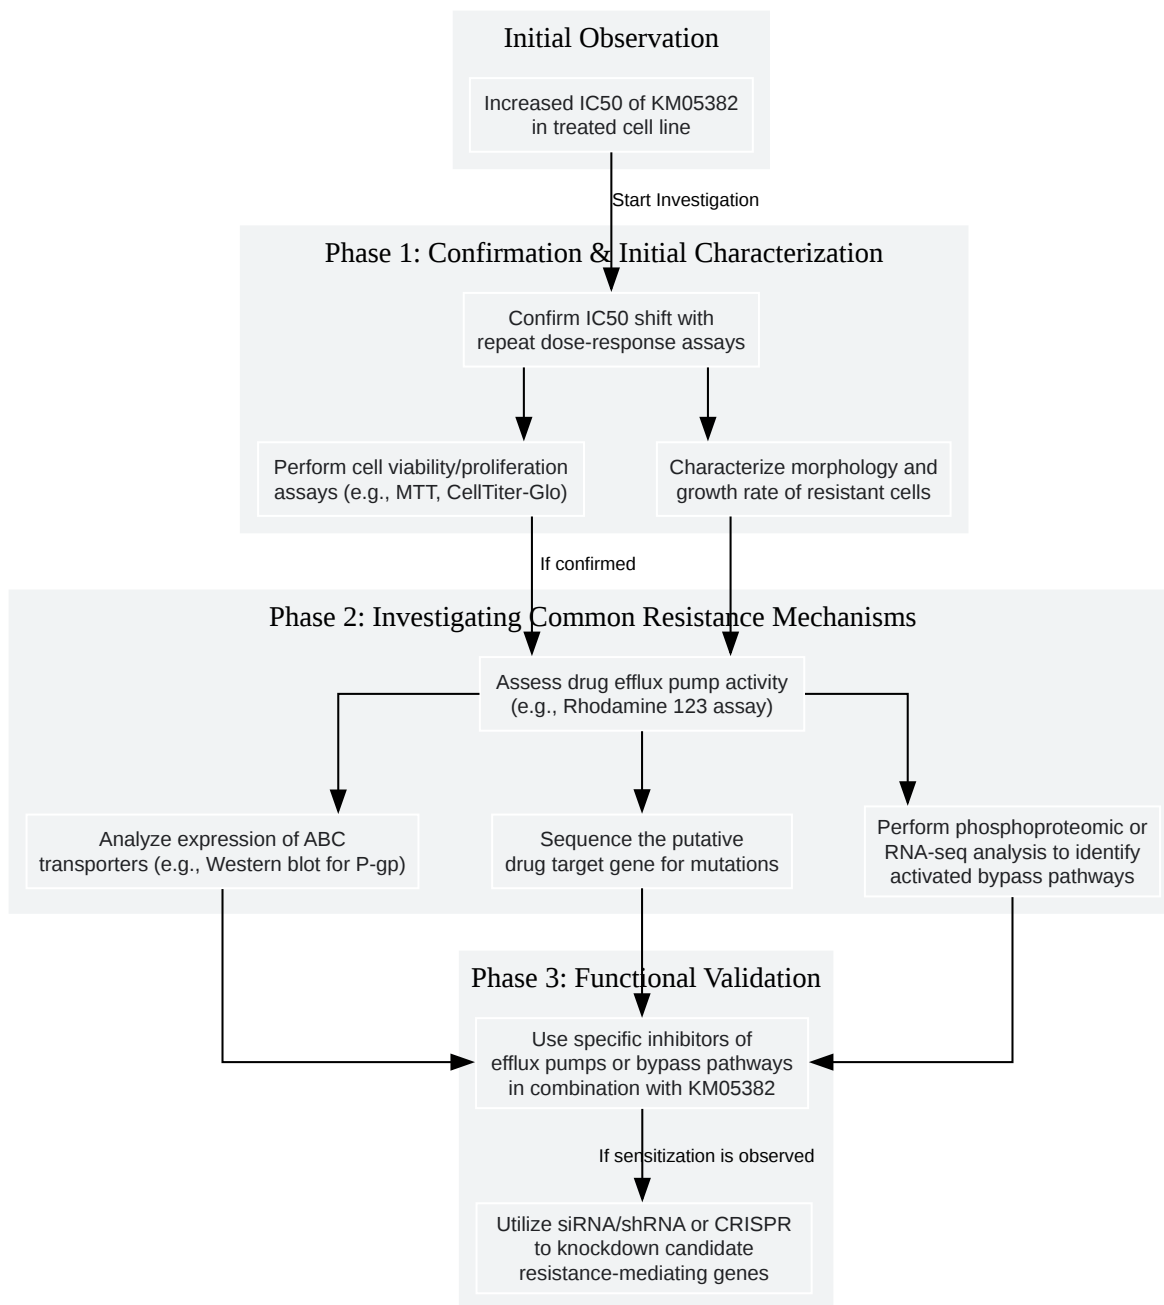 Initial Observation
Increased IC50 of KM05382
in treated cell line
Start Investigation
Phase 1: Confirmation & Initial Characterization
Confirm IC50 shift with
repeat dose-response assays
Perform cell viability/proliferation
assays (e.g., MTT, CellTiter-Glo)
Characterize morphology and
growth rate of resistant cells
If confirmed
Phase 2: Investigating Common Resistance Mechanisms
Assess drug efflux pump activity
(e.g., Rhodamine 123 assay)
Analyze expression of ABC
transporters (e.g., Western blot for P-gp)
Sequence the putative
drug target gene for mutations
Perform phosphoproteomic or
RNA-seq analysis to identify
activated bypass pathways
Phase 3: Functional Validation
Use specific inhibitors of
efflux pumps or bypass pathways
in combination with KM05382
If sensitization is observed
Utilize siRNA/shRNA or CRISPR
to knockdown candidate
resistance-mediating genes